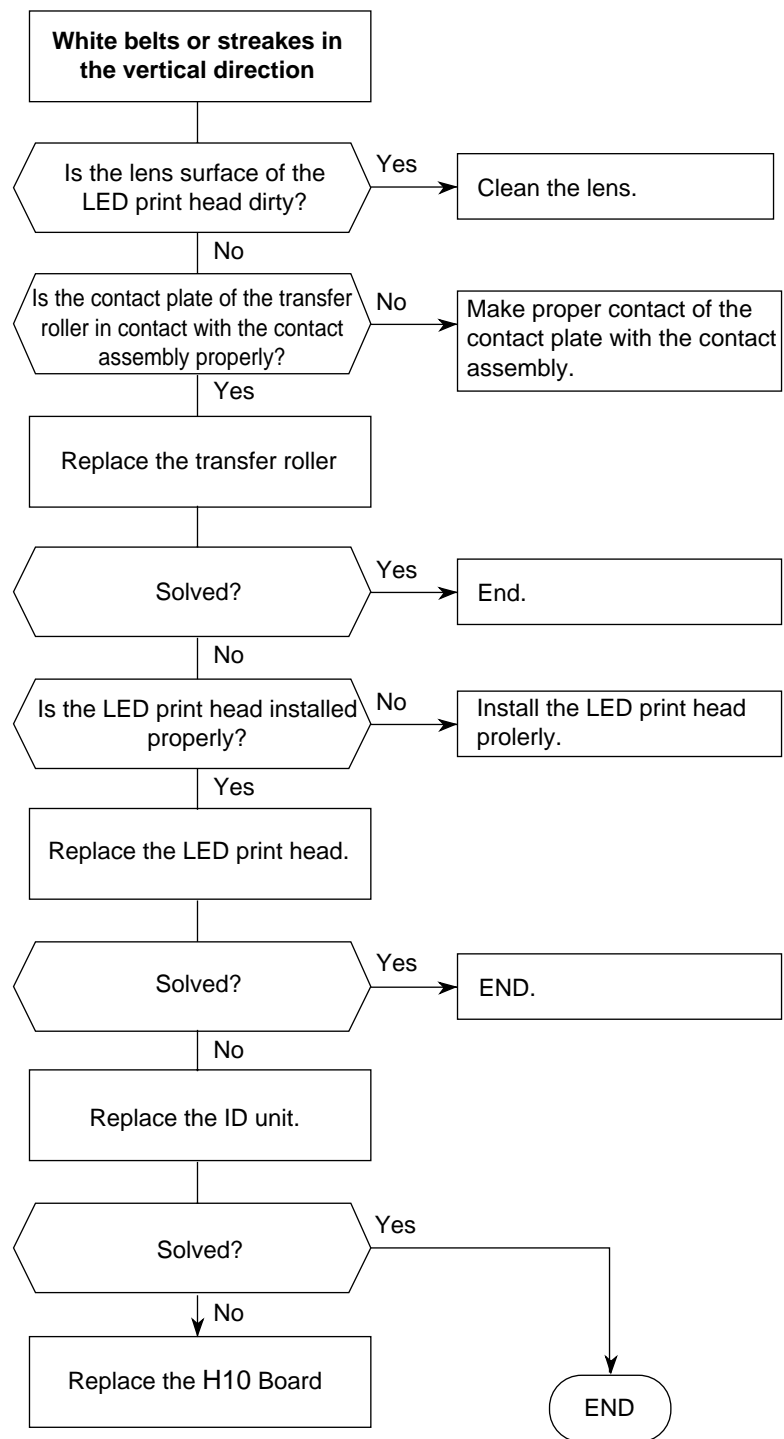 White belts or streakes in
the vertical direction
Is the lens surface of the
LED print head dirty?
Yes
Clean the lens.
No
Is the contact plate of the transfer
roller in contact with the contact
assembly properly?
No
Make proper contact of the
contact plate with the contact
assembly.
Yes
Replace the transfer roller
Solved?
Yes
End.
No
Is the LED print head installed
properly?
No
Install the LED print head
prolerly.
Yes
Replace the LED print head.
Solved?
Yes
END.
No
Replace the ID unit.
Solved?
Yes
No
Replace the H10 Board
END